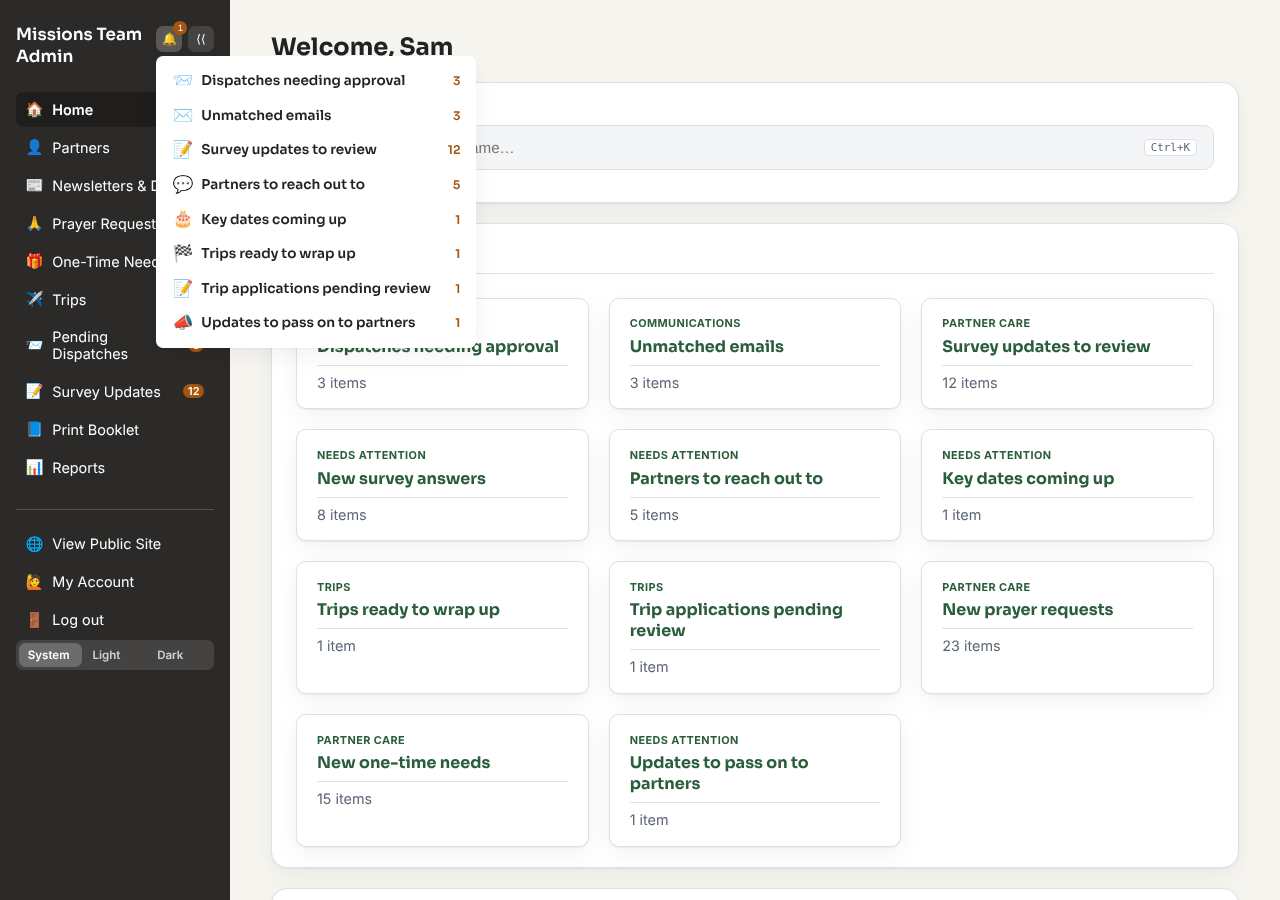 Missions Team
Admin
1
⟨⟨
Welcome, Sam
Dispatches needing approval 3
Unmatched emails 3
Survey updates to review 12
Partners to reach out to 5
Key dates coming up 1
Trips ready to wrap up 1
Trip applications pending review 1
Updates to pass on to partners 1
Home
Partners
Newsletters &
Prayer Request
One-Time
Trips
Pending
Dispatches
Survey Updates 12
Print Booklet
Reports
View Public Site
My Account
Log out
System Light Dark
Ctrl+K
Dispatches needing approval
3 items
COMMUNICATIONS
Unmatched emails
3 items
PARTNER CARE
Survey updates to review
12 items
NEEDS ATTENTION
New survey answers
8 items
NEEDS ATTENTION
Partners to reach out to
5 items
NEEDS ATTENTION
Key dates coming up
1 item
TRIPS
Trips ready to wrap up
1 item
TRIPS
Trip applications pending
review
1 item
PARTNER CARE
New prayer requests
23 items
PARTNER CARE
New one-time needs
15 items
NEEDS ATTENTION
Updates to pass on to
partners
1 item